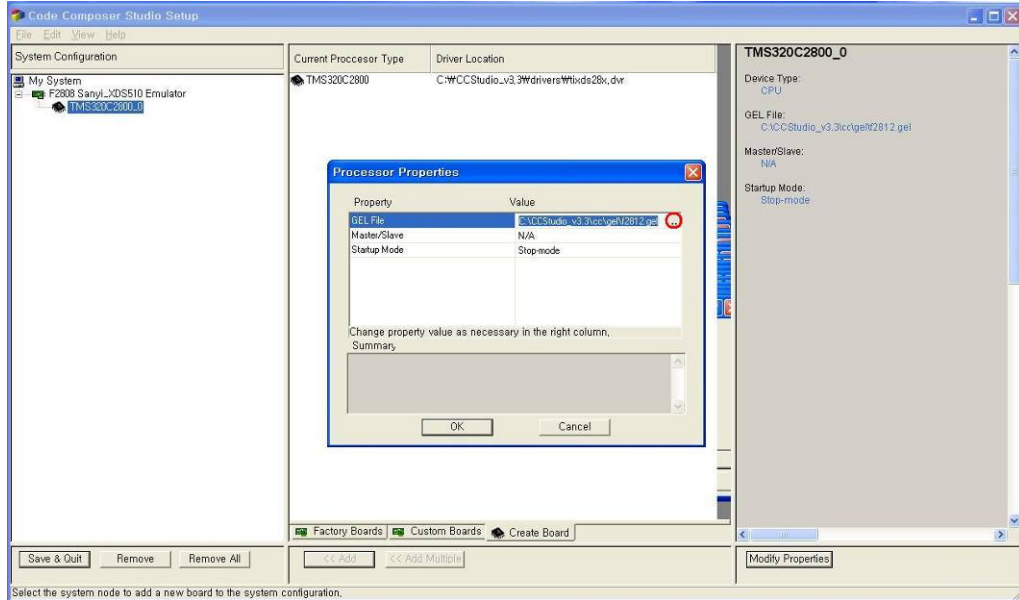 Code Composer Studio Setup
File Edit View Help
System Configuration
My System
F2808 Sanyi_XDS510 Emulator
TMS320C2800_0
Current Proccesor Type Driver Location
TMS320C2800 C:₩CCStudio_v3,3₩drivers₩tixds28x,dvr
TMS320C2800_0
Device Type:
CPU
GEL File:
C:\CCStudio_v3.3\cc\gel\f2812.gel
Master/Slave:
N/A
Startup Mode:
Stop-mode
Processor Properties
Property Value
GEL File C:\CCStudio_v3.3\cc\gel\f2812.gel ...
Master/Slave N/A
Startup Mode Stop-mode
Change property value as necessary in the right column,
Summary
OK Cancel
Factory Boards Custom Boards Create Board
Save & Quit Remove Remove All << Add << Add Multiple Modify Properties
Select the system node to add a new board to the system configuration,